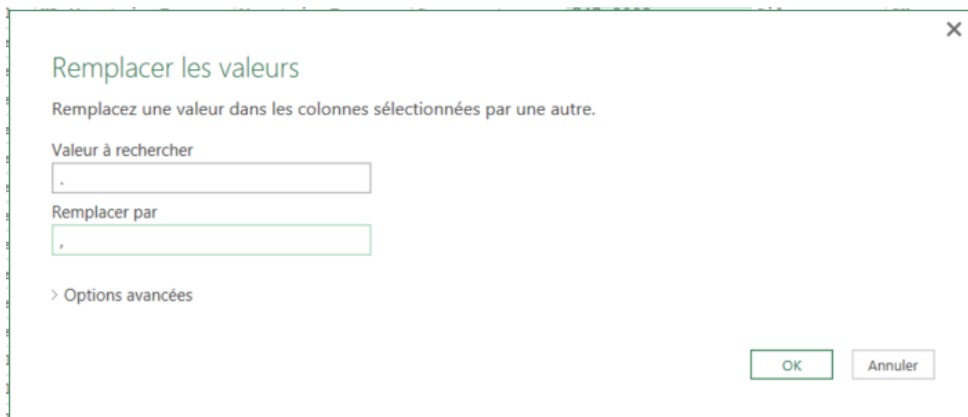 Remplacer les valeurs
Remplacez une valeur dans les colonnes sélectionnées par une autre.
Valeur à rechercher
.
Remplacer par
,
> Options avancées
OK Annuler